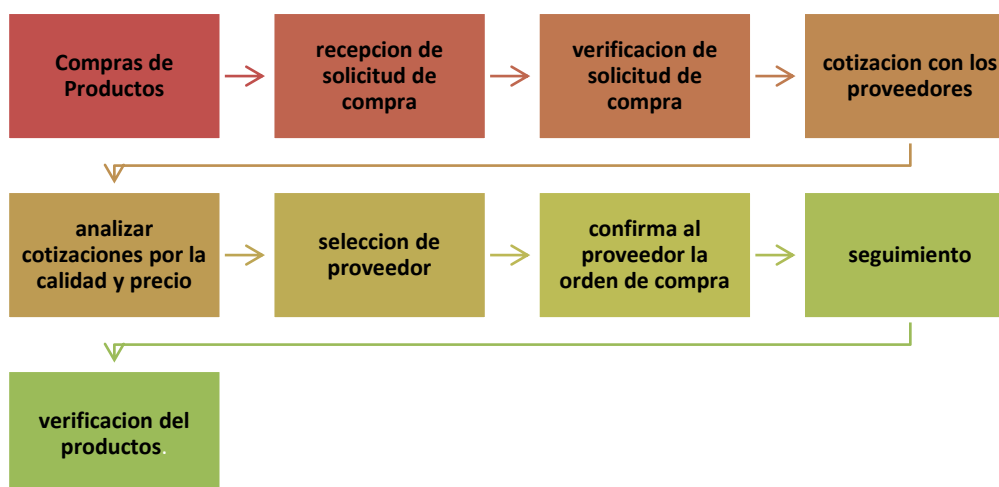 Compras de
Productos
recepcion de
solicitud de
compra
verificacion de
solicitud de
compra
cotizacion con los
proveedores
analizar
cotizaciones por la
calidad y precio
seleccion de
proveedor
confirma al
proveedor la
orden de compra
seguimiento
verificacion del
productos.